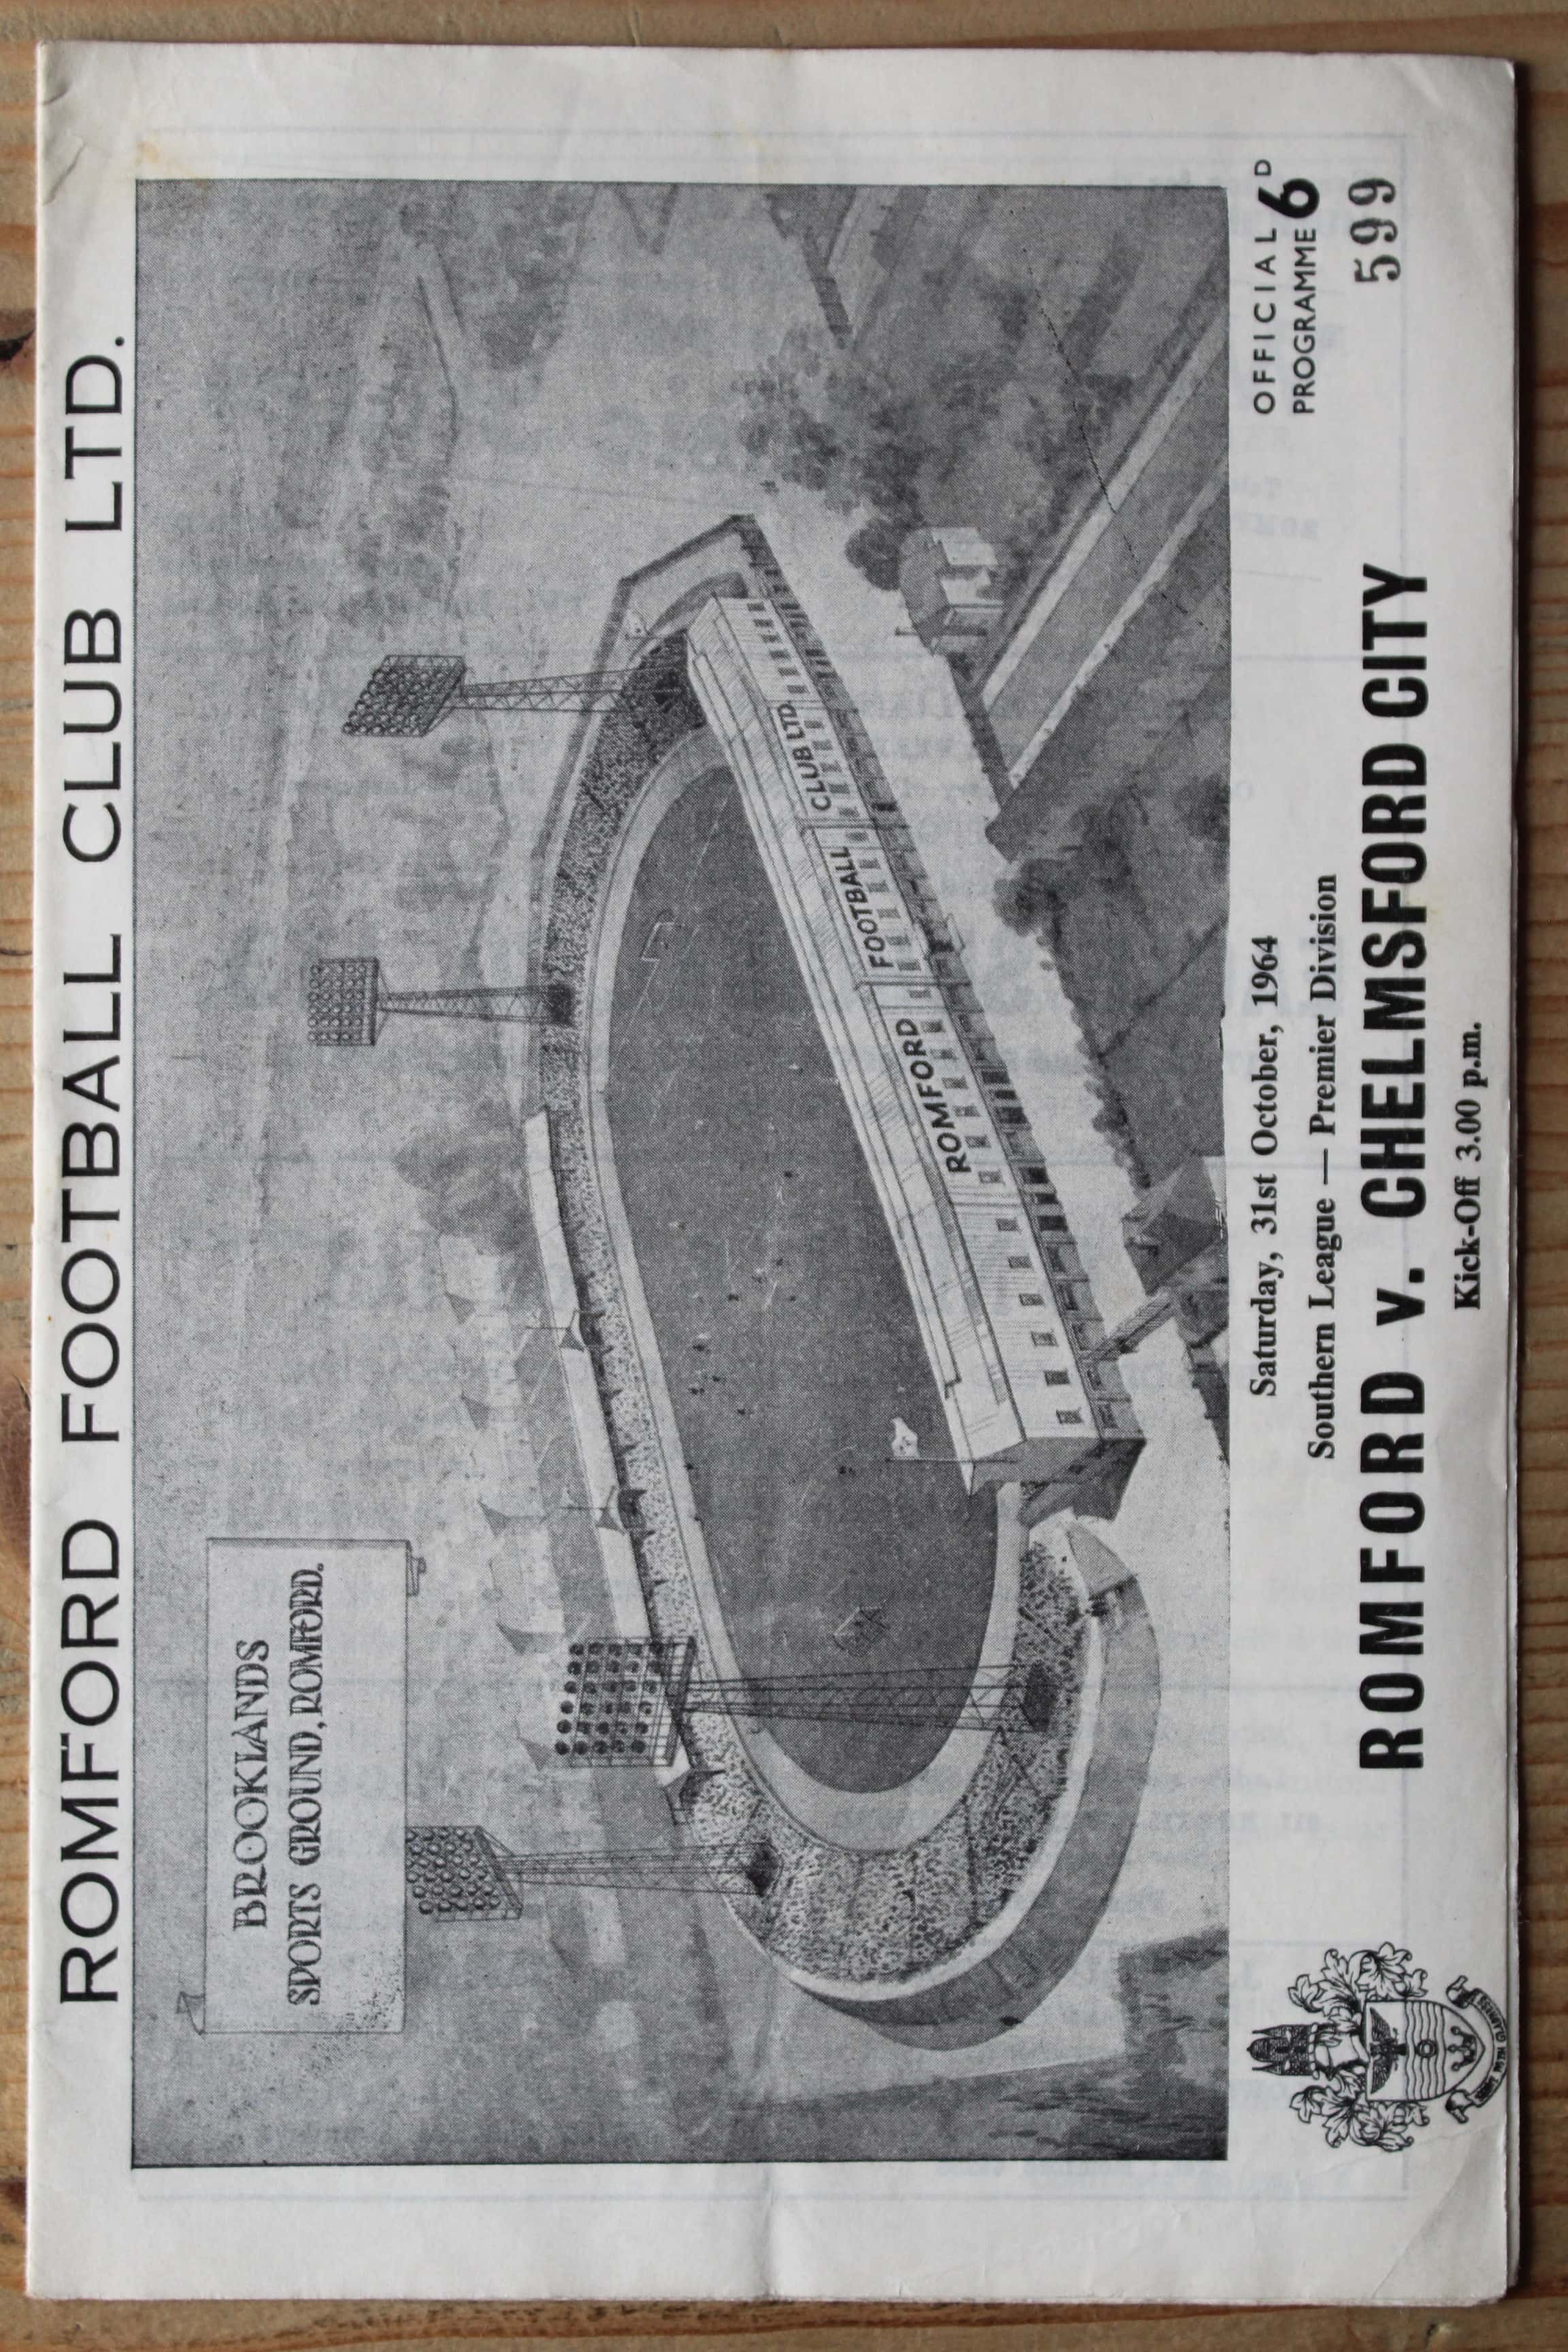 ROMFORD FOOTBALL CLUB LTD.
BROOKLANDS
SPORTS GROUND, ROMFORD.
ROMFORD FOOTBALL CLUB LTD.
OFFICIAL
PROGRAMME 6D
Saturday, 31st October, 1964
Southern League — Premier Division
599
ROMFORD v. CHELMSFORD CITY
Kick-Off 3.00 p.m.